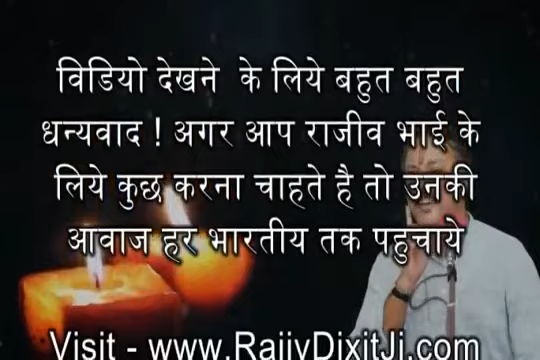 विडियो देखने के लिये बहुत बहुत
धन्यवाद ! अगर आप राजीव भाई के
लिये कुछ करना चाहते है तो उनकी
आवाज हर भारतीय तक पहुचाये
Visit - www.RajivDixitJi.com